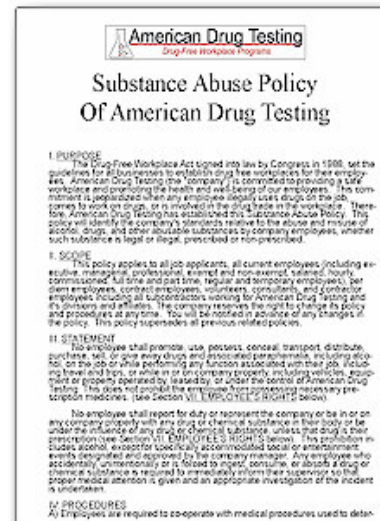 American Drug Testing
Drug-Free Workplace Programs
Substance Abuse Policy
Of American Drug Testing
I. PURPOSE
The Drug-Free Workplace Act signed into law by Congress in 1988, set the
guidelines for all businesses to establish drug free workplaces for their employ-
ees. American Drug Testing (the "company") is committed to providing a safe
workplace and promoting the health and well-being of our employees. This com-
mitment is jeopardized when any employee illegally uses drugs on the job,
comes to work on drugs, or is involved in the drug trade in the workplace. There-
fore, American Drug Testing has established this Substance Abuse Policy. This
policy will identify the company's standards relative to the abuse and misuse of
alcohol, drugs, and other abusable substances by company employees, whether
such substance is legal or illegal, prescribed or non-prescribed.
II. SCOPE
This policy applies to all job applicants, all current employees (including ex-
ecutive, managerial, professional, exempt and non-exempt, salaried, hourly,
commissioned, full time and part time, regular and temporary employees), per
diem employees, contract employees, volunteers, consultants, and contractor
employees including all subcontractors working for American Drug Testing and
it's divisions and affiliates. The company reserves the right to change its policy
and procedures at any time. You will be notified in advance of any changes in
the policy. This policy supersedes all previous related policies.
III. STATEMENT
No employee shall promote, use, possess, conceal, transport, distribute,
purchase, sell, or give away drugs and associated paraphernalia, including alco-
hol, on the job or while performing any function associated with their job, includ-
ing travel and trips, or while in or on company property, including vehicles, equip-
ment or property operated by, leased by, or under the control of American Drug
Testing. This does not prohibit the employee from possessing necessary pre-
scription medicines. (see Section VII. EMPLOYEE'S RIGHTS below).
No employee shall report for duty or represent the company or be in or on
any company property with any drug or chemical substance in their body or be
under the influence of any drug or chemical substance, unless that drug is their
prescription (see Section VII. EMPLOYEE'S RIGHTS below). This prohibition in-
cludes alcohol, except for specifically accommodated social or entertainment
events designated and approved by the company manager. Any employee who
accidentally, unintentionally or is forced to ingest, consume, or absorb a drug or
chemical substance is required to immediately inform their supervisor so that
proper medical attention is given and an appropriate investigation of the incident
is undertaken.
IV. PROCEDURES
A) Employees are required to co-operate with medical procedures used to deter-